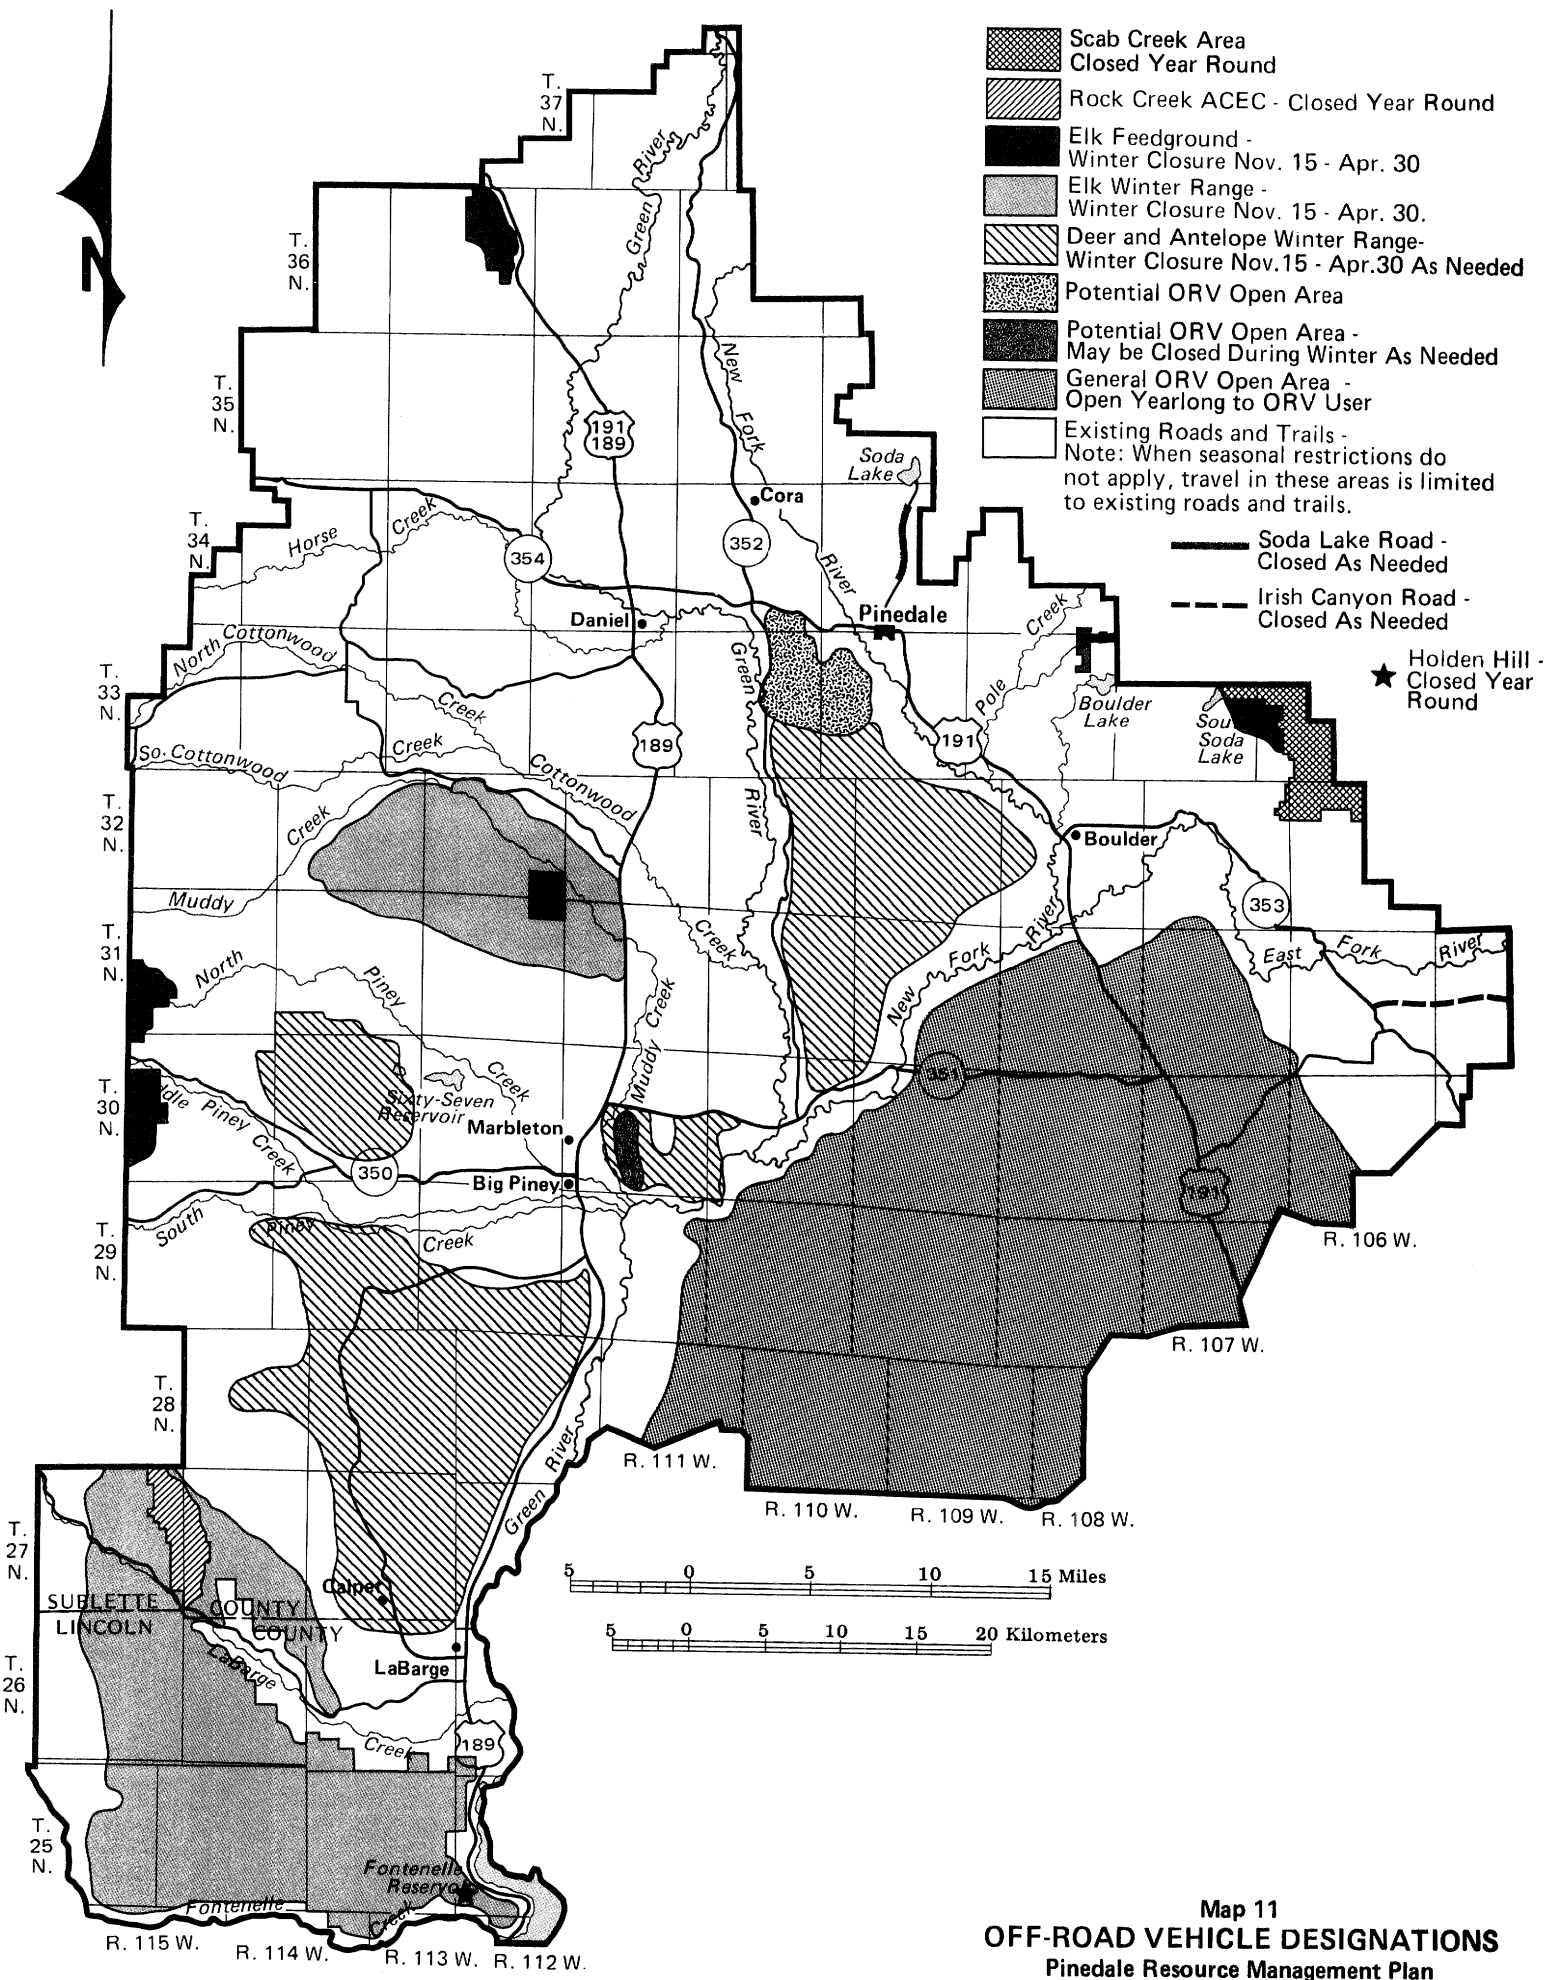 Scab Creek Area
Closed Year Round
Rock Creek ACEC - Closed Year Round
Elk Feedground -
Winter Closure Nov. 15 - Apr. 30
Elk Winter Range -
Winter Closure Nov. 15 - Apr. 30.
Deer and Antelope Winter Range-
Winter Closure Nov.15 - Apr.30 As Needed
Potential ORV Open Area
Potential ORV Open Area -
May be Closed During Winter As Needed
General ORV Open Area -
Open Yearlong to ORV User
Existing Roads and Trails -
Note: When seasonal restrictions do
not apply, travel in these areas is limited
to existing roads and trails.
Soda Lake Road -
Closed As Needed
Irish Canyon Road -
Closed As Needed
Holden Hill -
Closed Year
Round
N
T.
37
N.
T.
36
N.
T.
35
N.
T.
34
N.
T.
33
N.
T.
32
N.
T.
31
N.
T.
30
N.
T.
29
N.
T.
28
N.
T.
27
N.
T.
26
N.
T.
25
N.
Green River
191
189
New Fork River
Soda
Lake
Cora
Horse Creek
354
352
Daniel
Pinedale
Pole Creek
North Cottonwood Creek
Green River
Boulder
Lake
Sou
Soda
Lake
189
191
So. Cottonwood Creek
Cottonwood Creek
Boulder
Muddy Creek
353
East Fork River
New Fork River
North Piney Creek
Muddy Creek
351
Sixty-Seven
Reservoir
Marbleton
ddle Piney Creek
350
Big Piney
191
South Piney Creek
R. 106 W.
R. 107 W.
R. 111 W.
R. 110 W.
R. 109 W.
R. 108 W.
Green River
5 0 5 10 15 Miles
5 0 5 10 15 20 Kilometers
Calpet
SUBLETTE COUNTY
LINCOLN COUNTY
LaBarge
LaBarge Creek
189
Fontenelle
Reservoi
Fontenelle Creek
R. 115 W.
R. 114 W.
R. 113 W.
R. 112 W.
Map 11
OFF-ROAD VEHICLE DESIGNATIONS
Pinedale Resource Management Plan